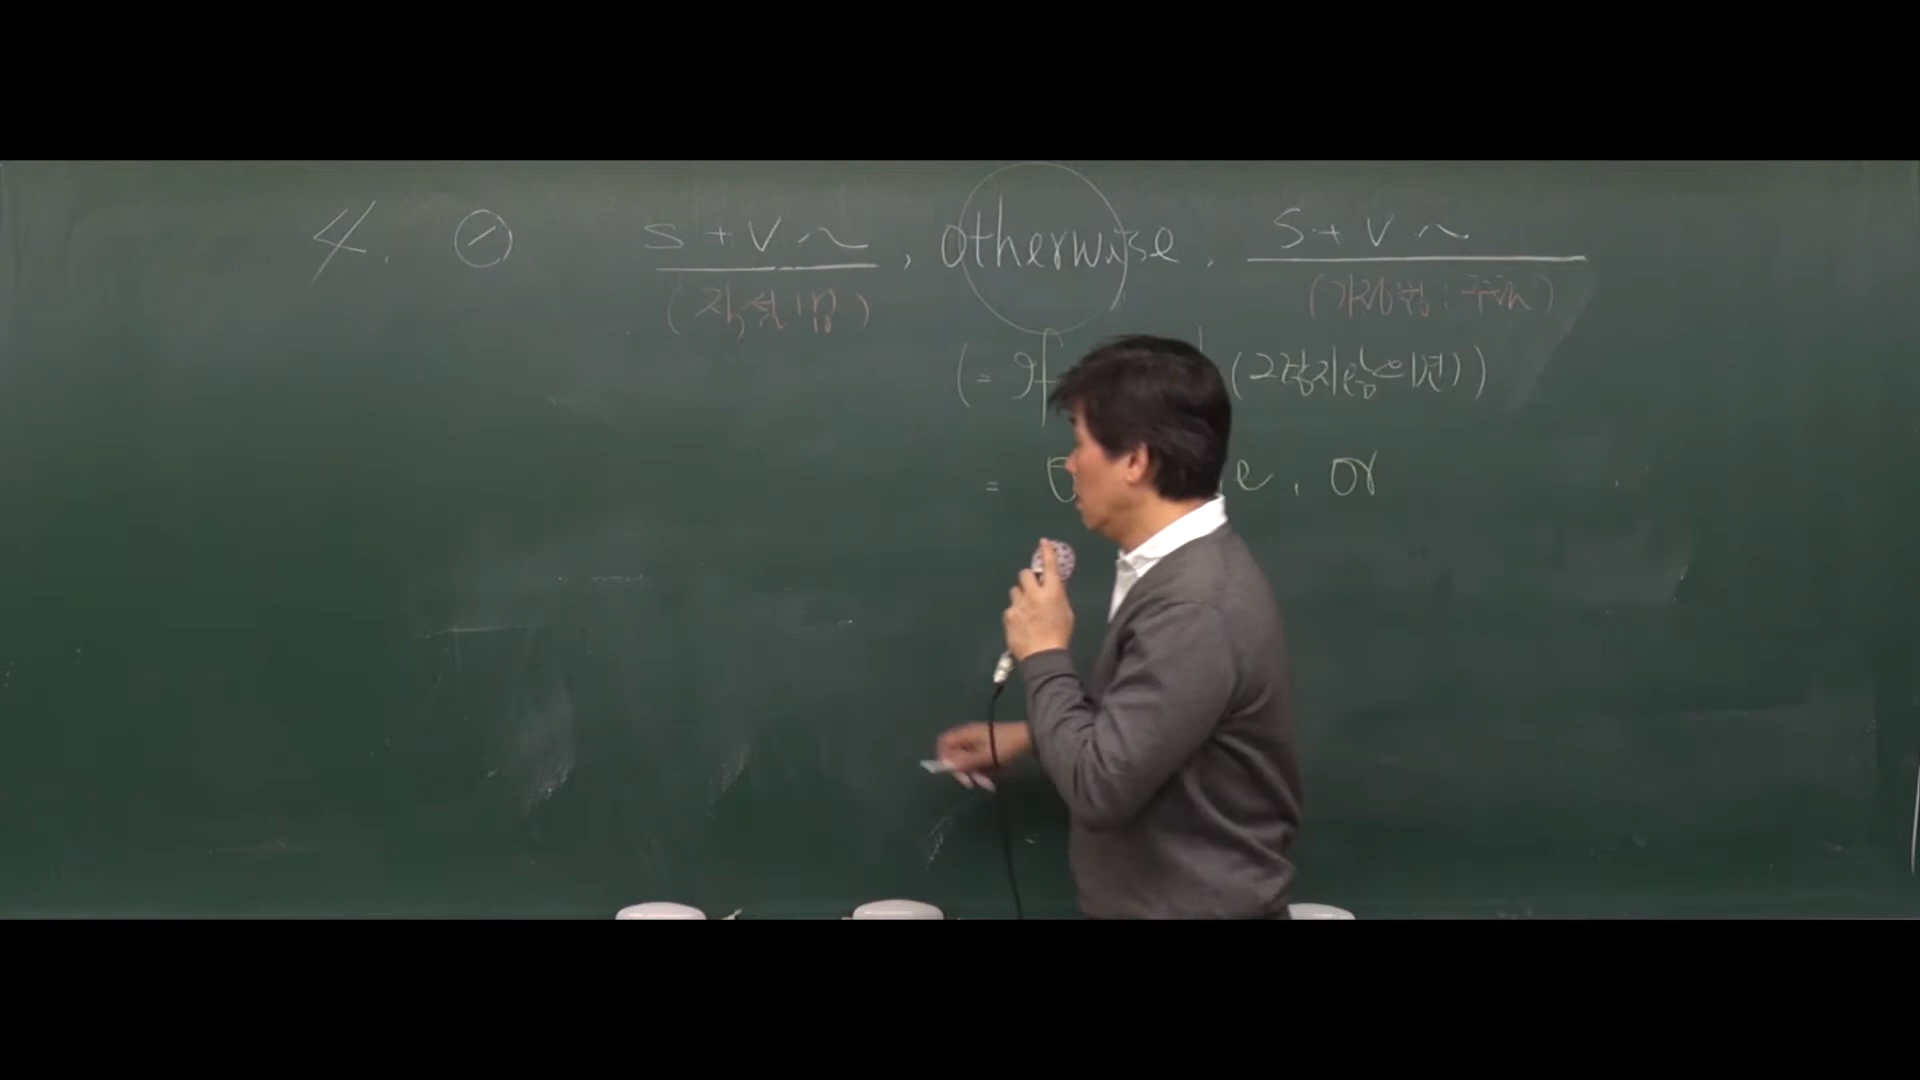 4. ① S + V ~ , otherwise , S + V ~
(직설법) (가정법 : 주절)
(= If (그렇지않으면))
= , or